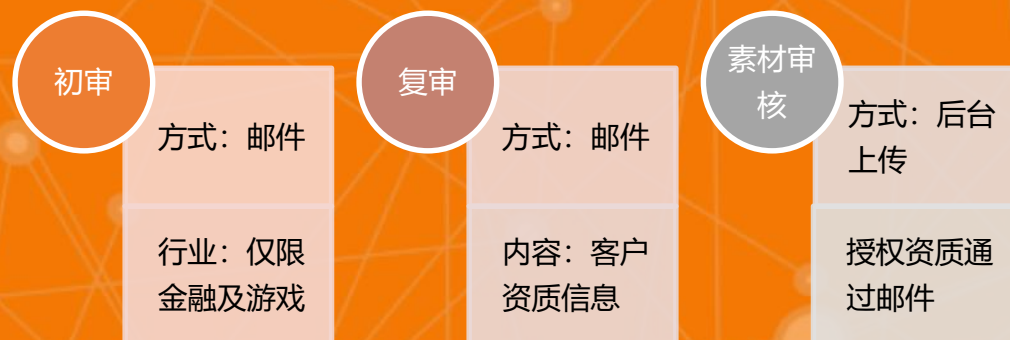 初审
方式：邮件
行业：仅限
金融及游戏
复审
方式：邮件
内容：客户
资质信息
素材审
核
方式：后台
上传
授权资质通
过邮件